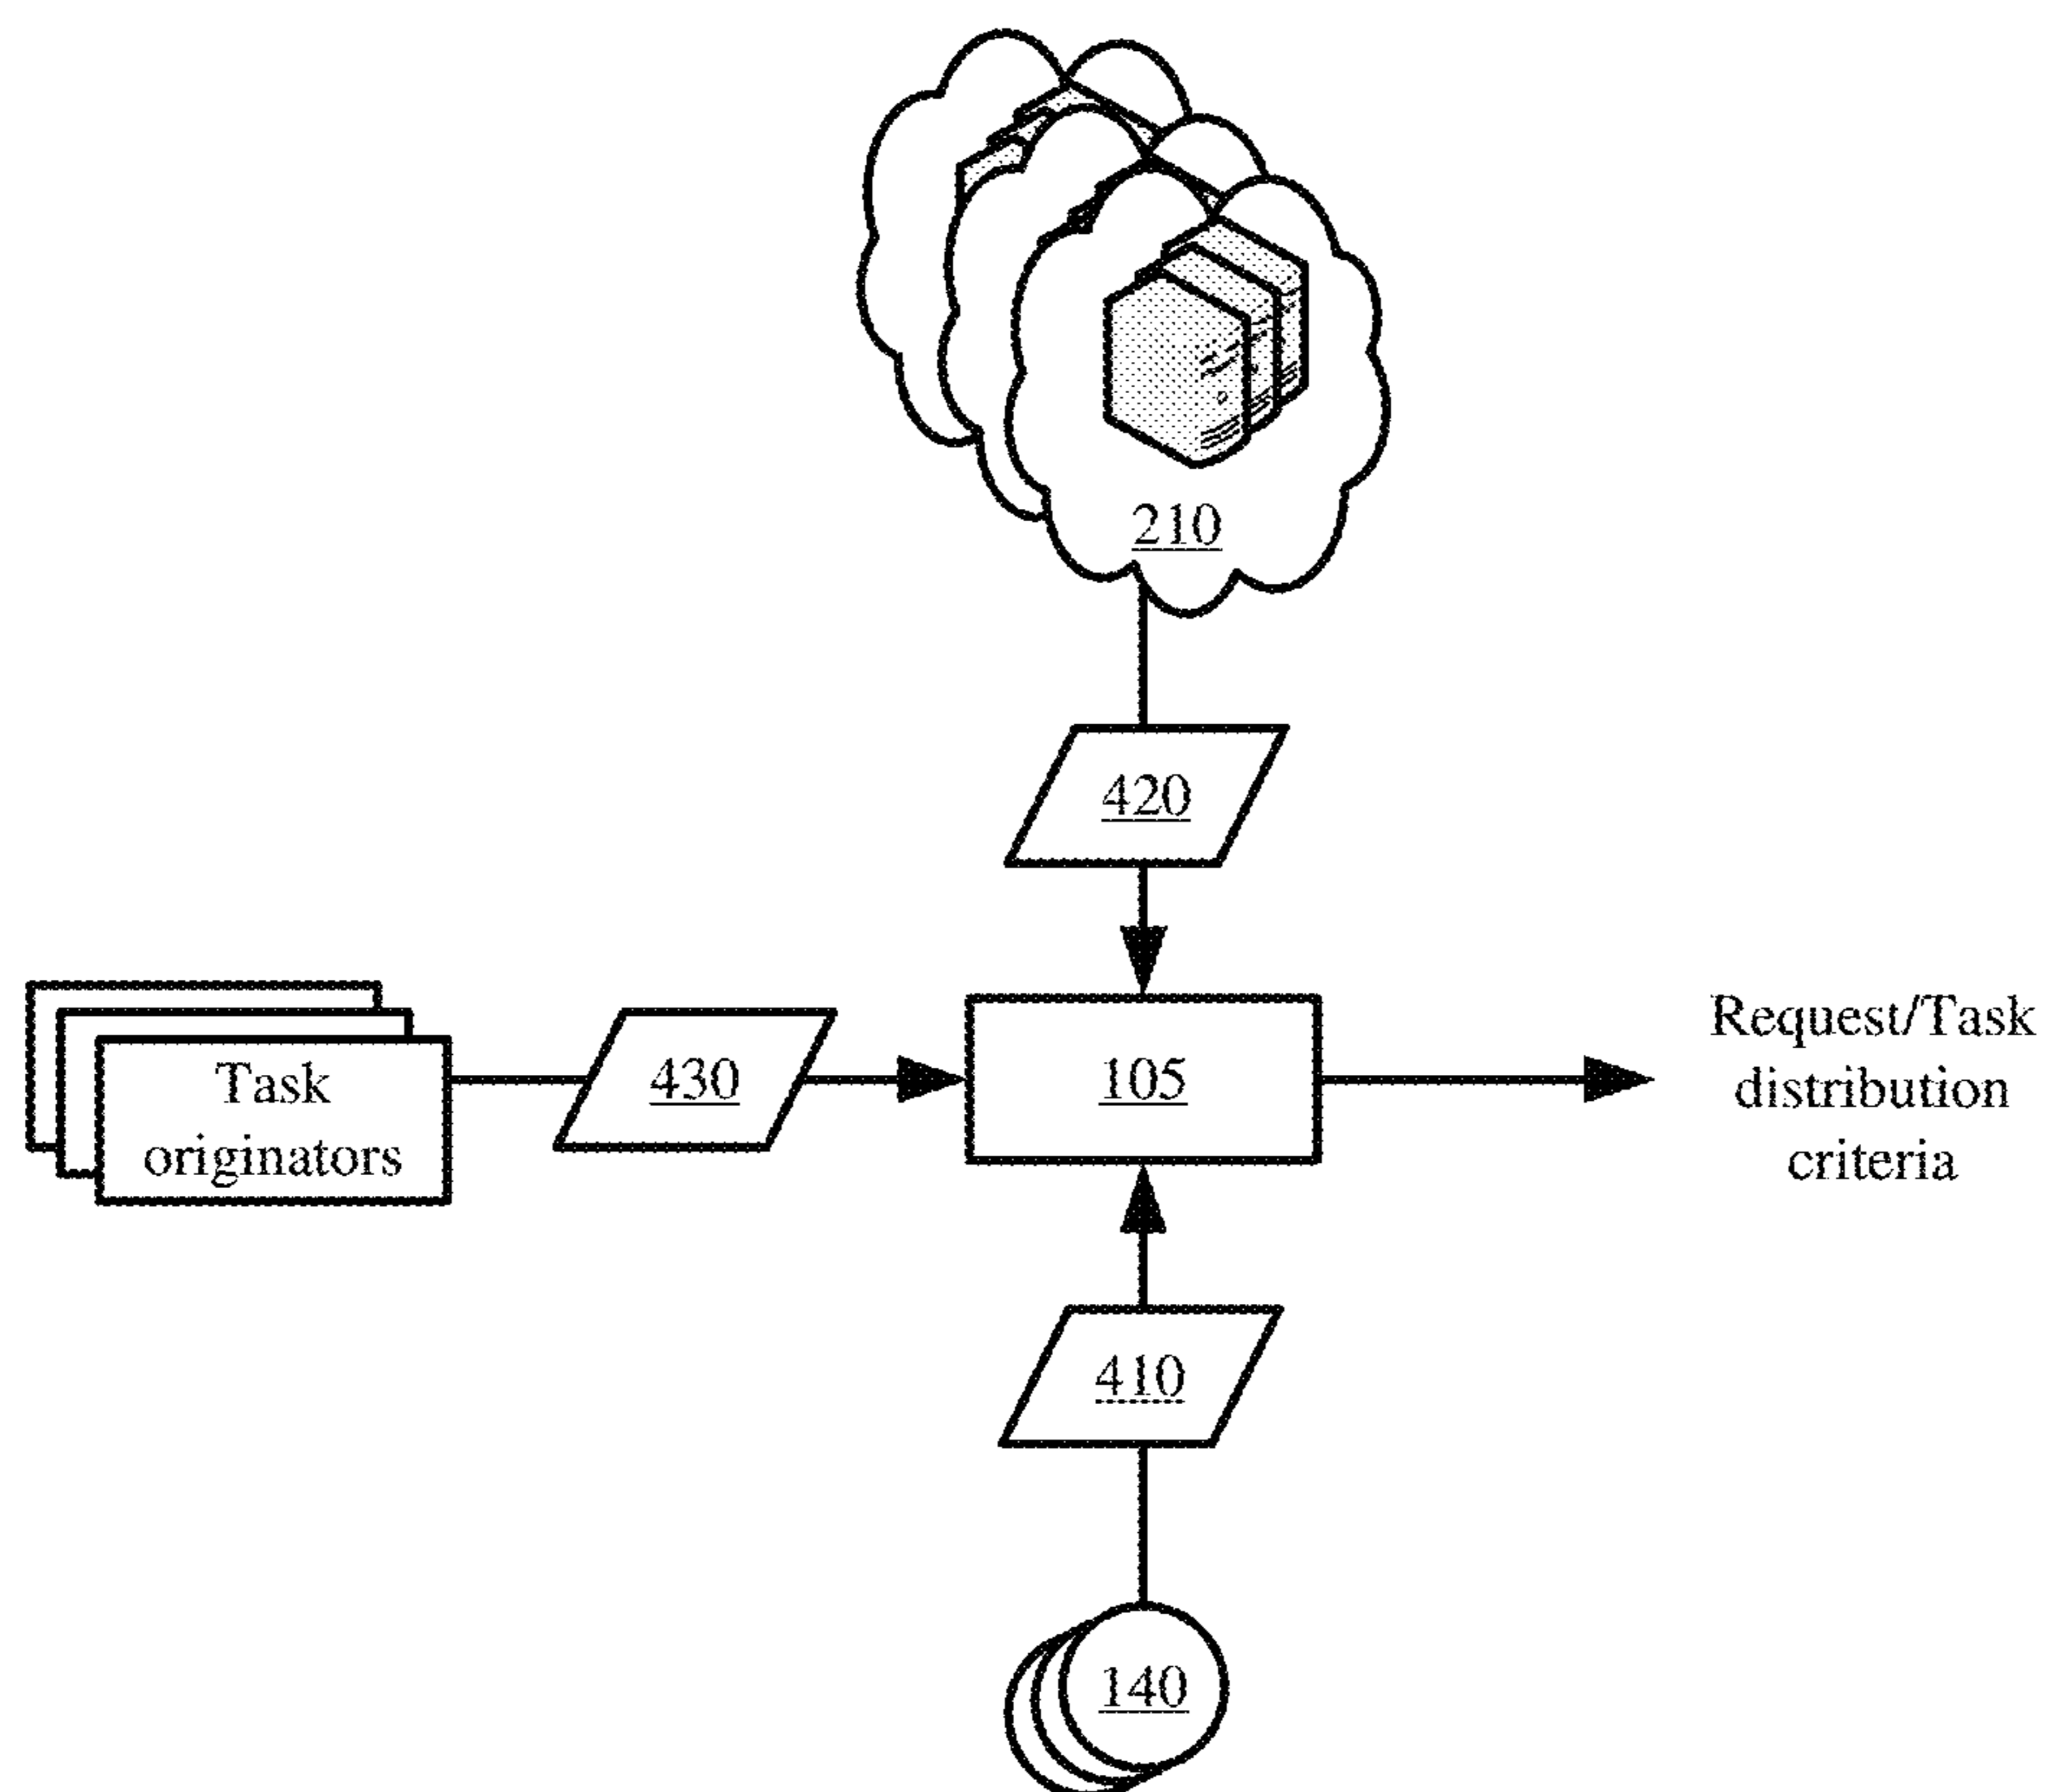 210
420
Task
originators
430
105
Request/Task
distribution
criteria
410
140